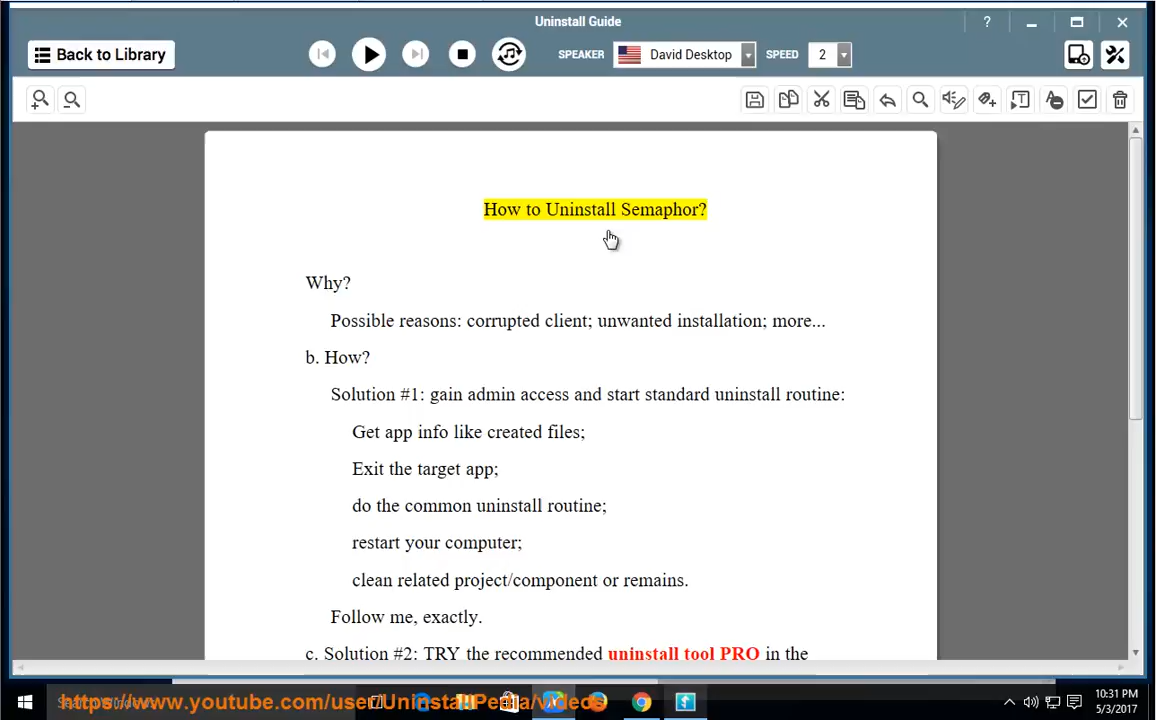 Uninstall Guide
?
Back to Library
SPEAKER David Desktop SPEED 2
How to Uninstall Semaphor?
Why?
Possible reasons: corrupted client; unwanted installation; more...
b. How?
Solution #1: gain admin access and start standard uninstall routine:
Get app info like created files;
Exit the target app;
do the common uninstall routine;
restart your computer;
clean related project/component or remains.
Follow me, exactly.
c. Solution #2: TRY the recommended uninstall tool PRO in the
10:31 PM
https://www.youtube.com/user/UninstallPedia/videos
5/3/2017